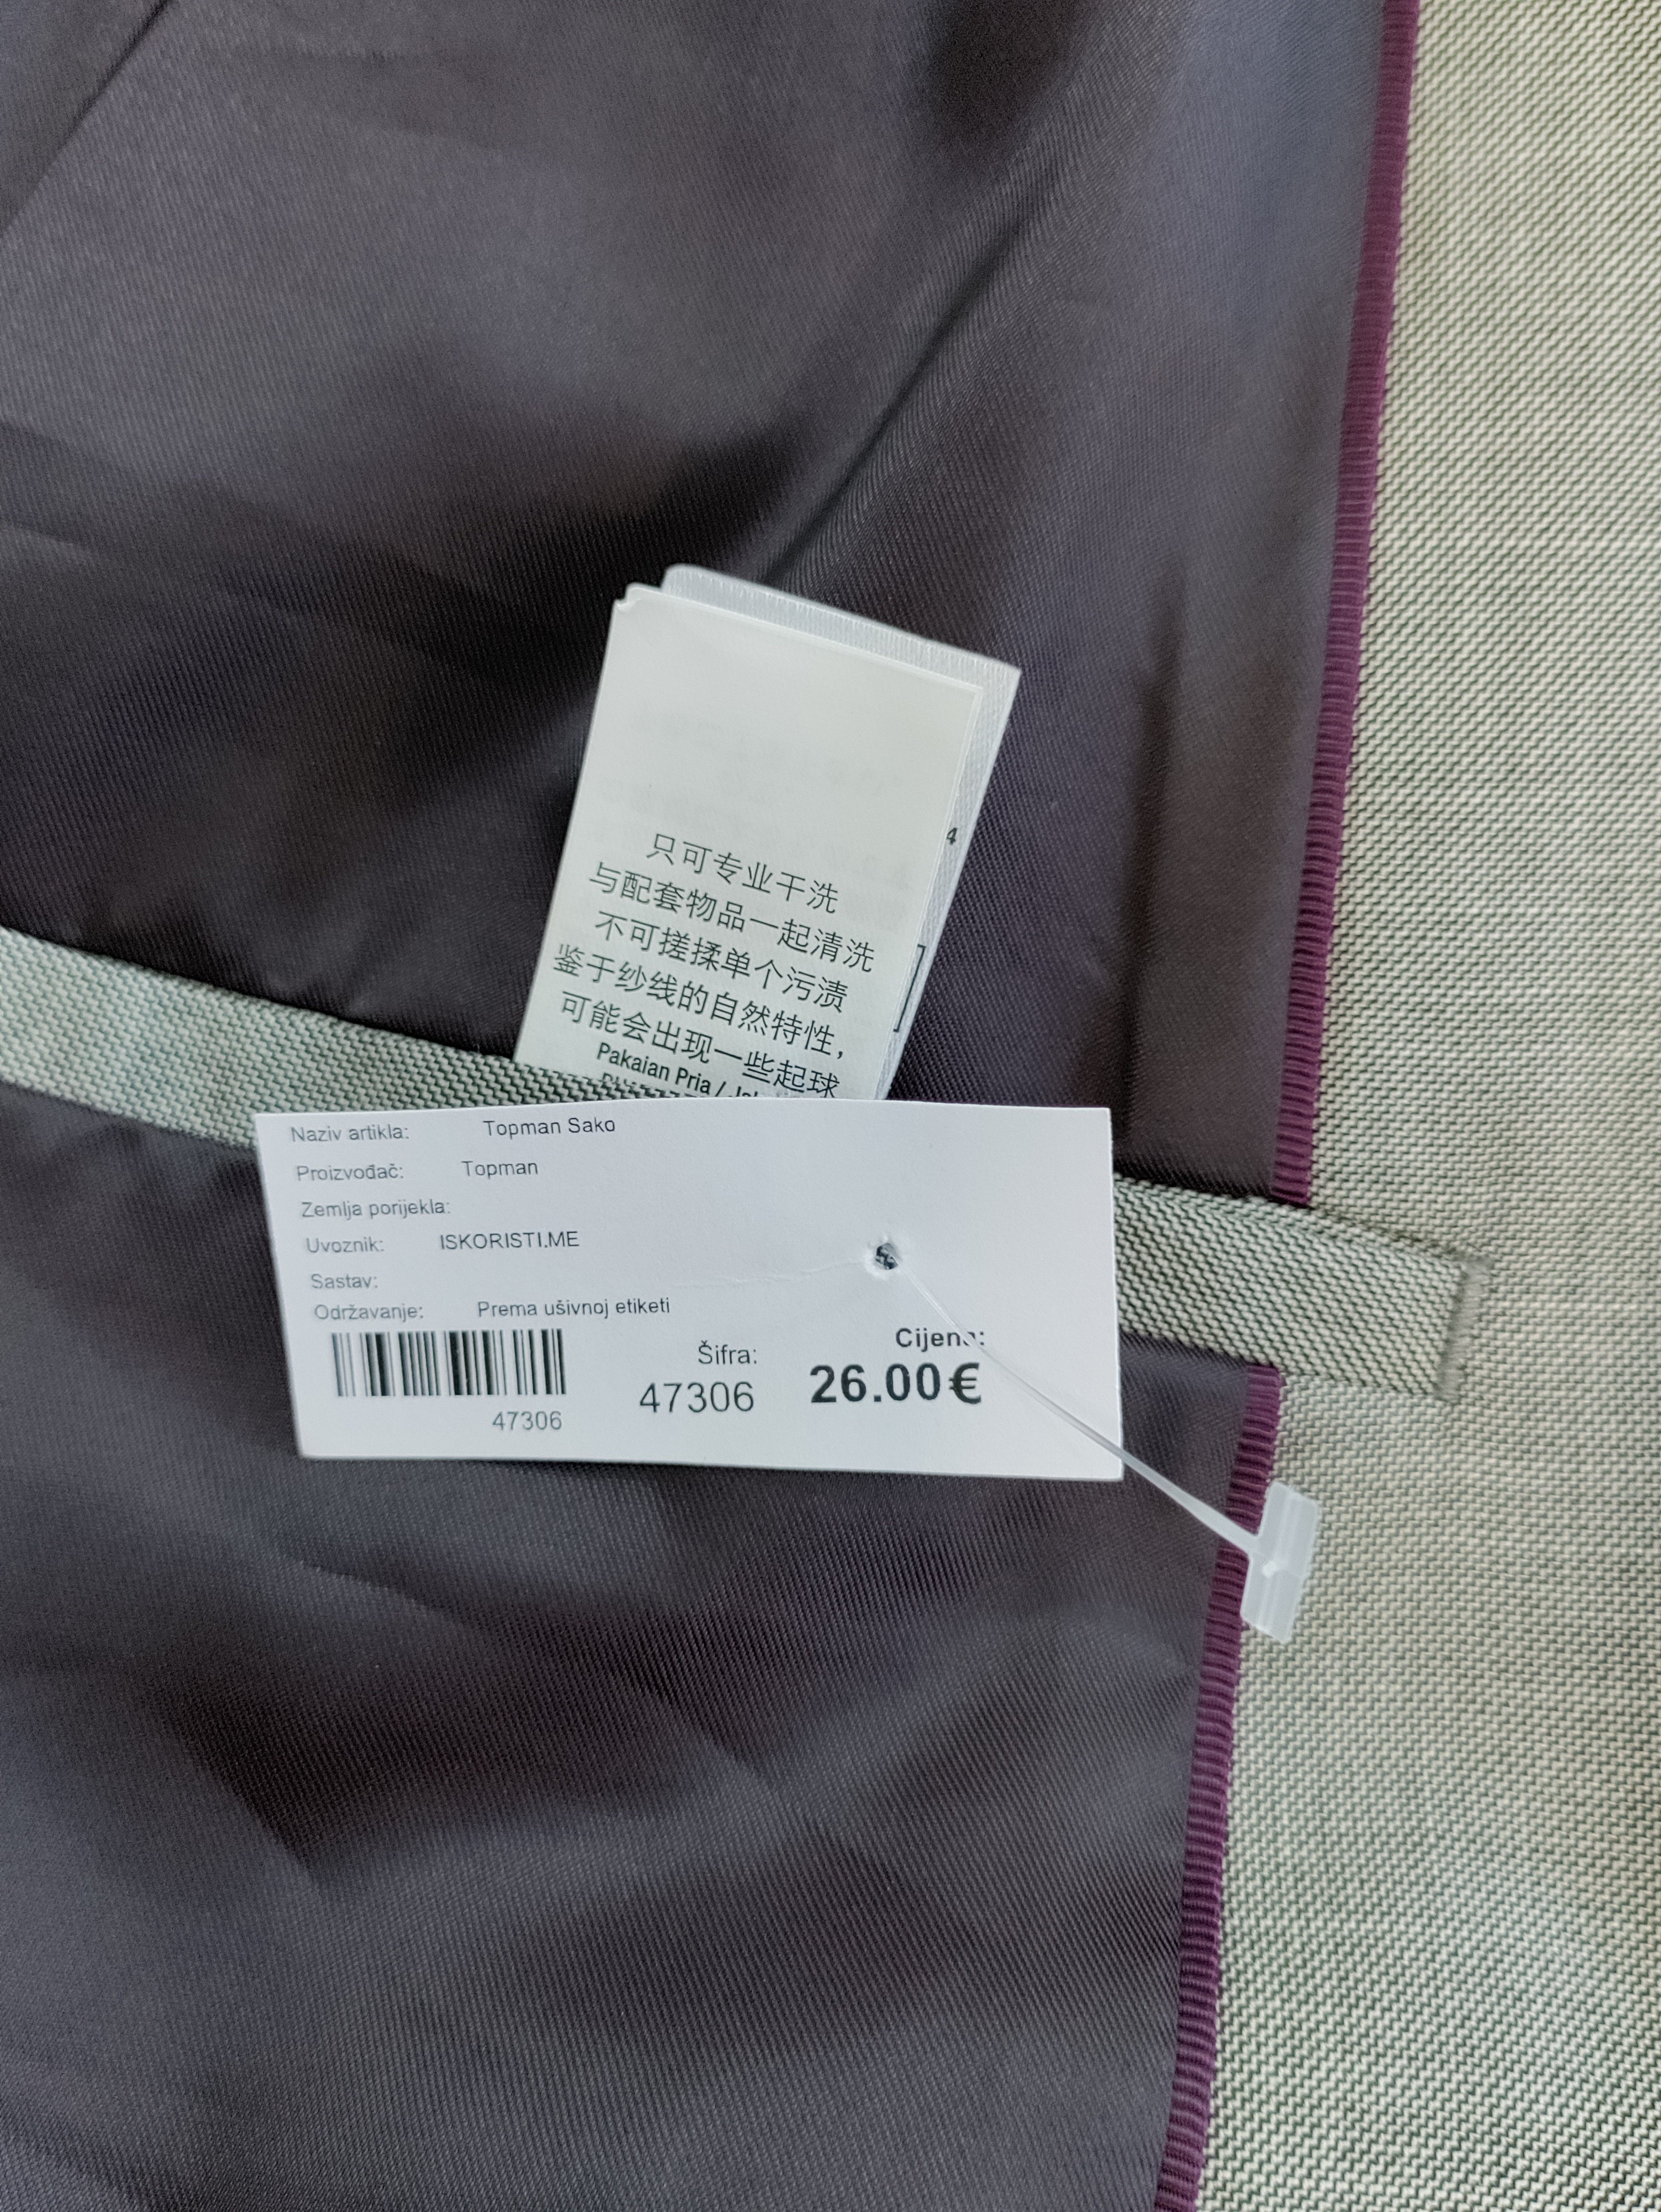 只可专业干洗
与配套物品一起清洗
不可搓揉单个污渍
鉴于纱线的自然特性，
可能会出现一些起球
Pakaian Pria /
4
Naziv artikla: Topman Sako
Proizvođač: Topman
Zemlja porijekla:
Uvoznik: ISKORISTI.ME
Sastav:
Održavanje: Prema ušivnoj etiketi
47306
Šifra:
47306
Cijena:
26.00€